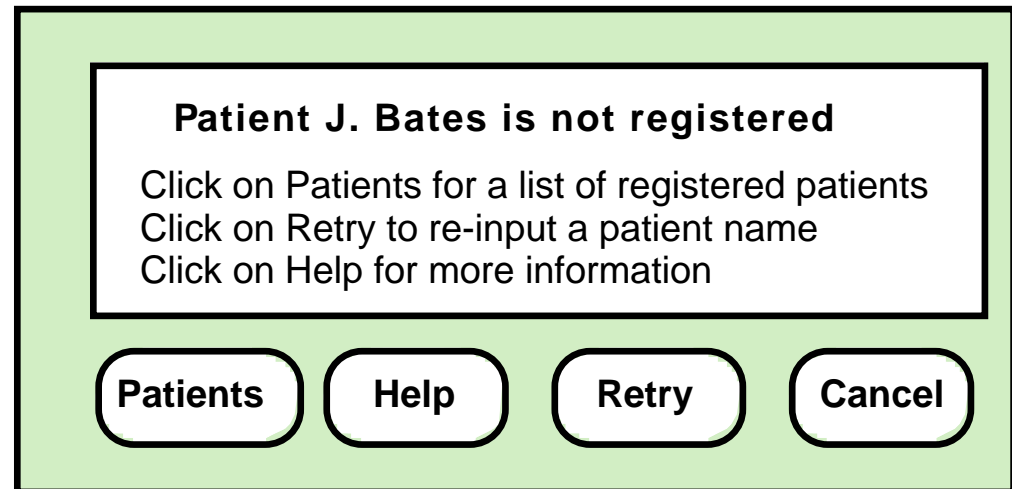 Patient J. Bates is not registered
Click on Patients for a list of registered patients
Click on Retry to re-input a patient name
Click on Help for more information
Patients Help Retry Cancel